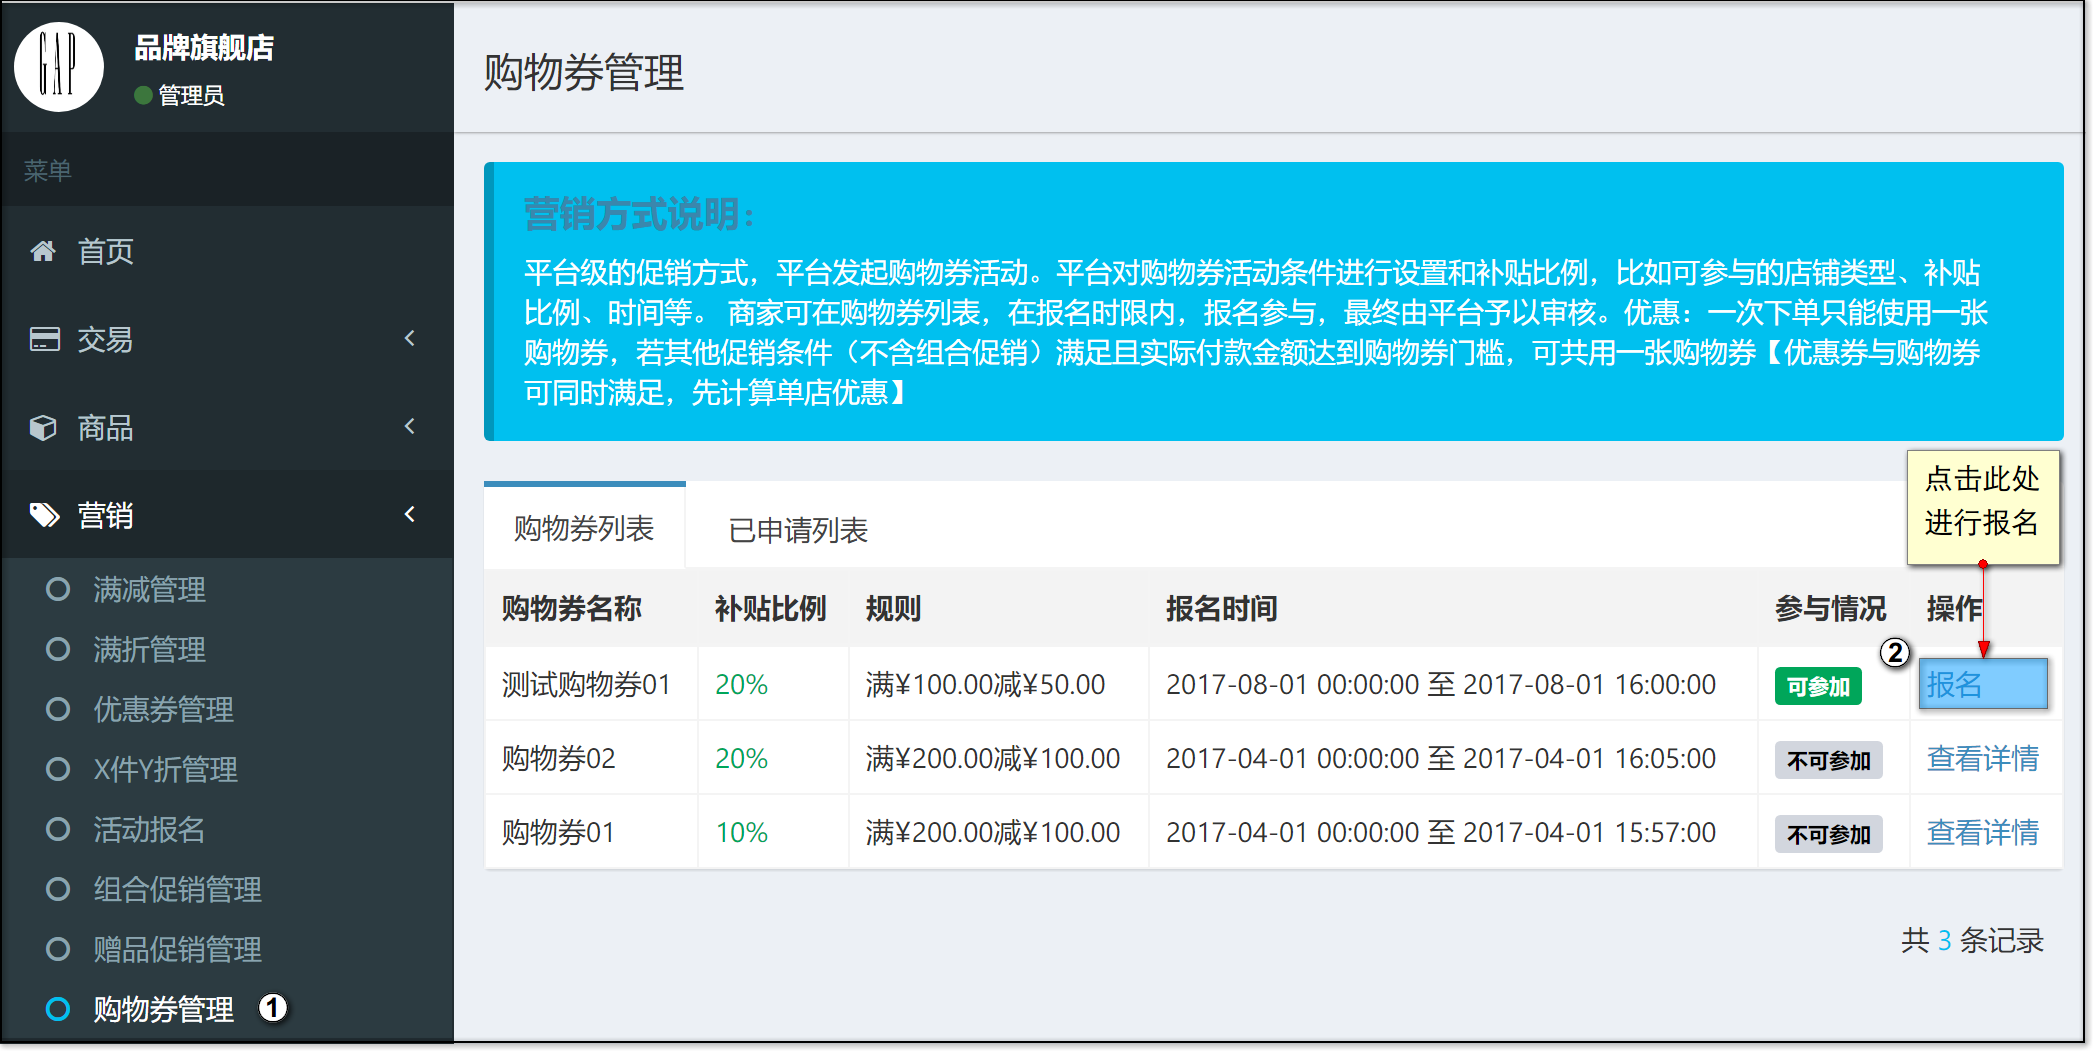 GAP
品牌旗舰店
管理员
菜单
首页
交易
商品
营销
满减管理
满折管理
优惠券管理
X件Y折管理
活动报名
组合促销管理
赠品促销管理
购物券管理 1
购物券管理
营销方式说明：
平台级的促销方式，平台发起购物券活动。平台对购物券活动条件进行设置和补贴比例，比如可参与的店铺类型、补贴
比例、时间等。 商家可在购物券列表，在报名时限内，报名参与，最终由平台予以审核。优惠：一次下单只能使用一张
购物券，若其他促销条件（不含组合促销）满足且实际付款金额达到购物券门槛，可共用一张购物券【优惠券与购物券
可同时满足，先计算单店优惠】
点击此处
进行报名
购物券列表 已申请列表
购物券名称 补贴比例 规则 报名时间 参与情况 操作
2
测试购物券01 20% 满¥100.00减¥50.00 2017-08-01 00:00:00 至 2017-08-01 16:00:00 可参加 报名
购物券02 20% 满¥200.00减¥100.00 2017-04-01 00:00:00 至 2017-04-01 16:05:00 不可参加 查看详情
购物券01 10% 满¥200.00减¥100.00 2017-04-01 00:00:00 至 2017-04-01 15:57:00 不可参加 查看详情
共 3 条记录